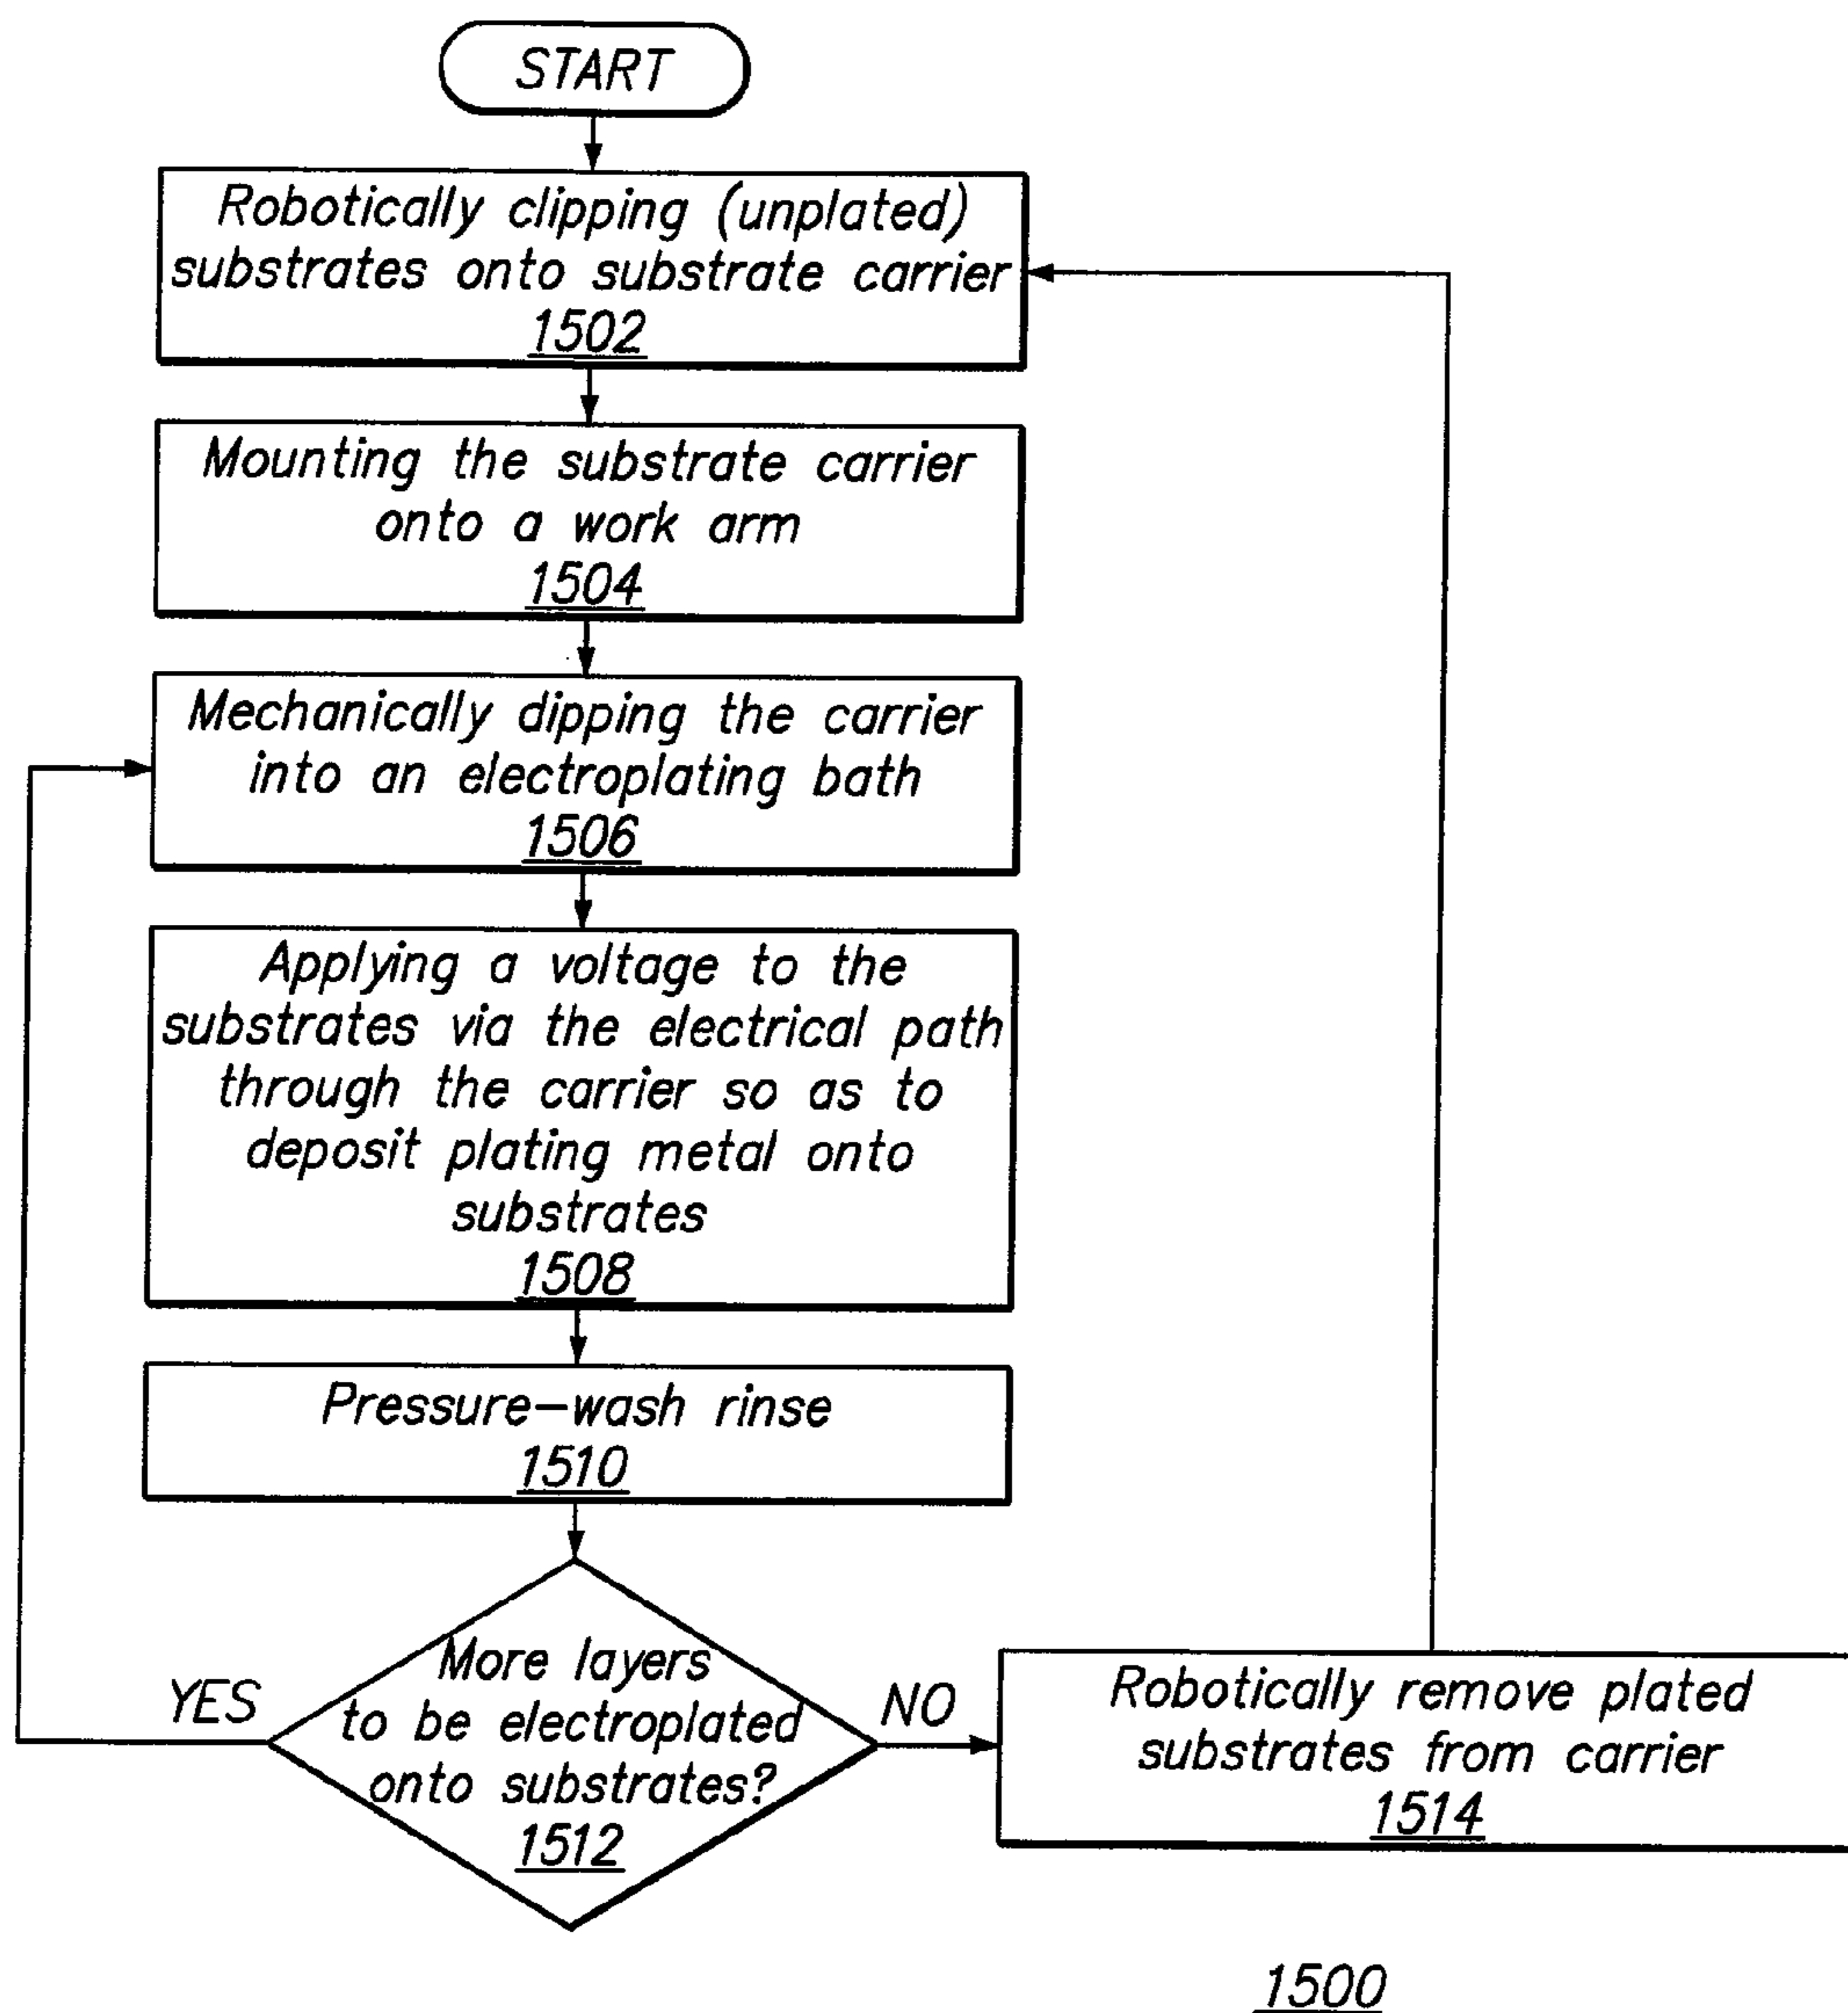 START
Robotically clipping (unplated)
substrates onto substrate carrier
1502
Mounting the substrate carrier
onto a work arm
1504
Mechanically dipping the carrier
into an electroplating bath
1506
Applying a voltage to the
substrates via the electrical path
through the carrier so as to
deposit plating metal onto
substrates
1508
Pressure-wash rinse
1510
More layers
to be electroplated
onto substrates?
1512
YES
NO
Robotically remove plated
substrates from carrier
1514
1500